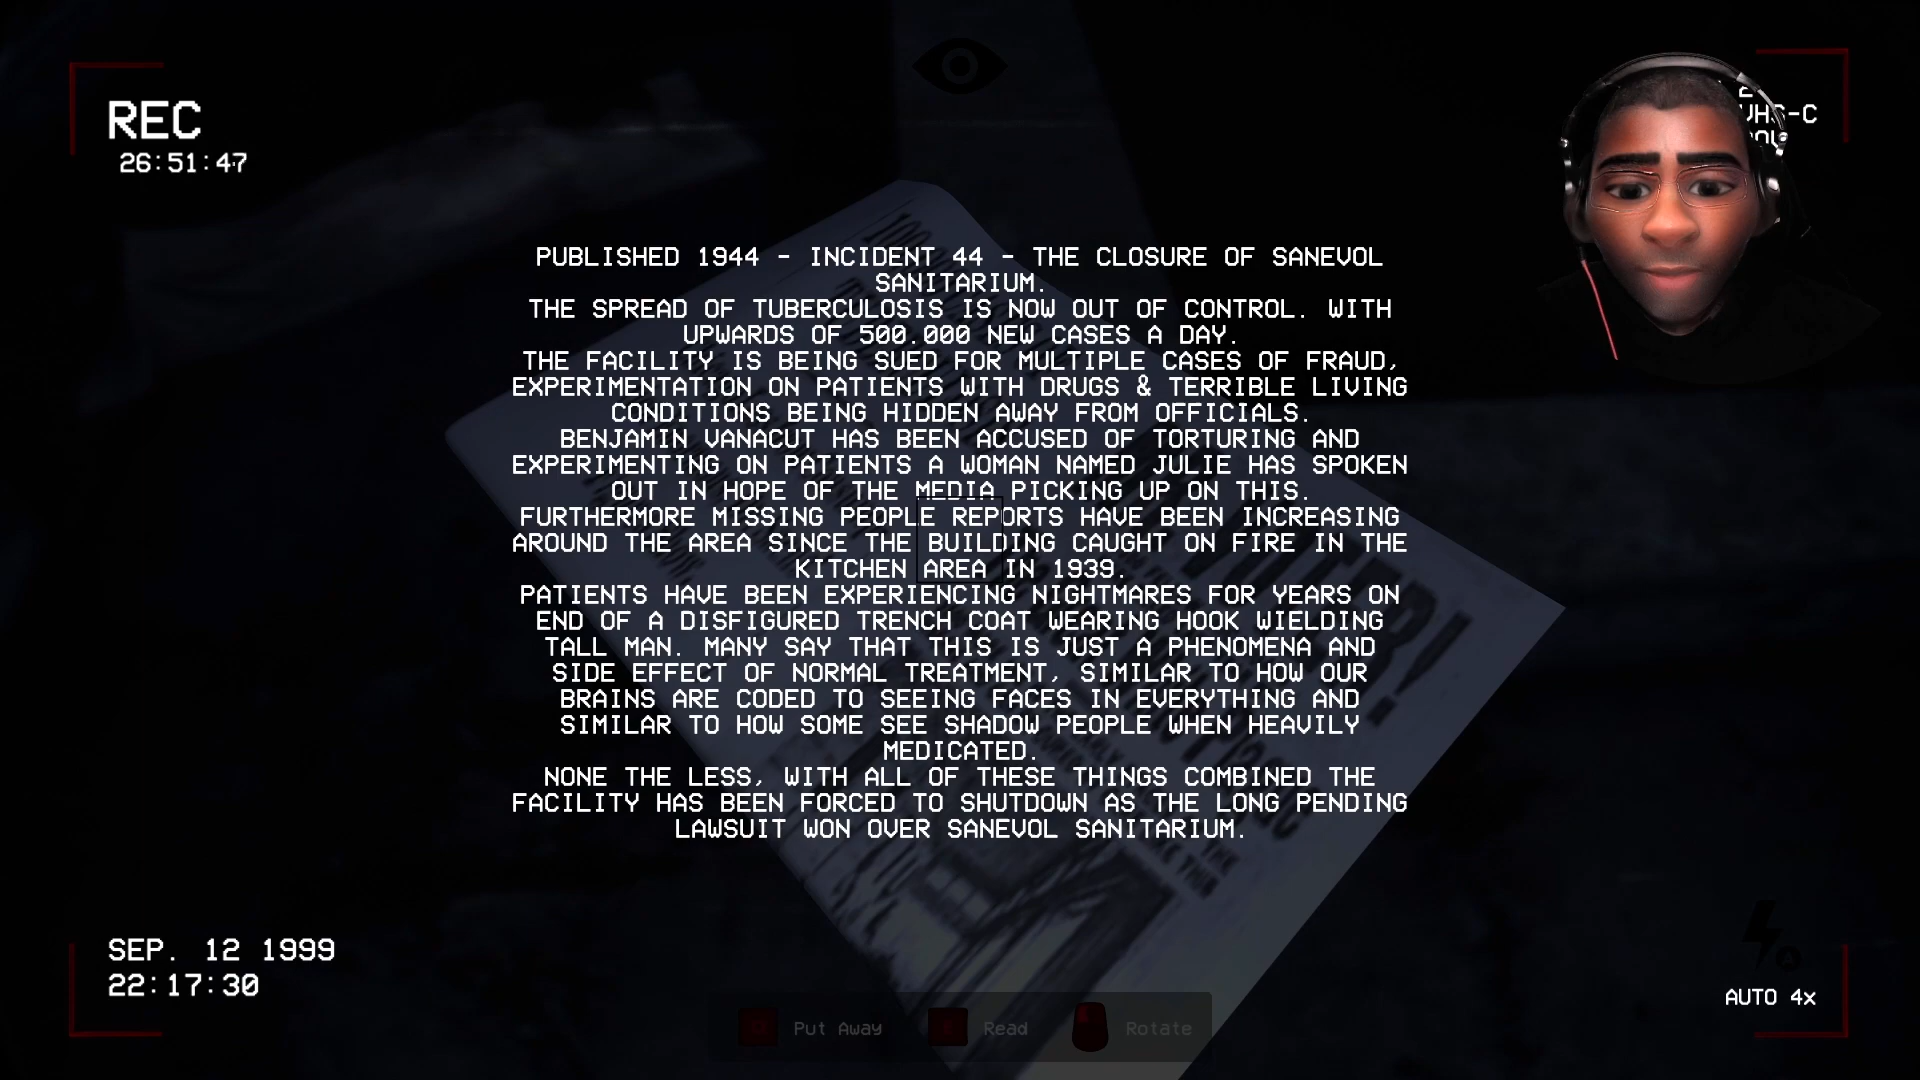 REC
26:51:47
VHS-C
PUBLISHED 1944 - INCIDENT 44 - THE CLOSURE OF SANEVOL
SANITARIUM.
THE SPREAD OF TUBERCULOSIS IS NOW OUT OF CONTROL. WITH
UPWARDS OF 500.000 NEW CASES A DAY.
THE FACILITY IS BEING SUED FOR MULTIPLE CASES OF FRAUD,
EXPERIMENTATION ON PATIENTS WITH DRUGS & TERRIBLE LIVING
CONDITIONS BEING HIDDEN AWAY FROM OFFICIALS.
BENJAMIN VANACUT HAS BEEN ACCUSED OF TORTURING AND
EXPERIMENTING ON PATIENTS A WOMAN NAMED JULIE HAS SPOKEN
OUT IN HOPE OF THE MEDIA PICKING UP ON THIS.
FURTHERMORE MISSING PEOPLE REPORTS HAVE BEEN INCREASING
AROUND THE AREA SINCE THE BUILDING CAUGHT ON FIRE IN THE
KITCHEN AREA IN 1939.
PATIENTS HAVE BEEN EXPERIENCING NIGHTMARES FOR YEARS ON
END OF A DISFIGURED TRENCH COAT WEARING HOOK WIELDING
TALL MAN. MANY SAY THAT THIS IS JUST A PHENOMENA AND
SIDE EFFECT OF NORMAL TREATMENT, SIMILAR TO HOW OUR
BRAINS ARE CODED TO SEEING FACES IN EVERYTHING AND
SIMILAR TO HOW SOME SEE SHADOW PEOPLE WHEN HEAVILY
MEDICATED.
NONE THE LESS, WITH ALL OF THESE THINGS COMBINED THE
FACILITY HAS BEEN FORCED TO SHUTDOWN AS THE LONG PENDING
LAWSUIT WON OVER SANEVOL SANITARIUM.
SEP. 12 1999
22:17:30
AUTO 4x
Put Away
Read
Rotate